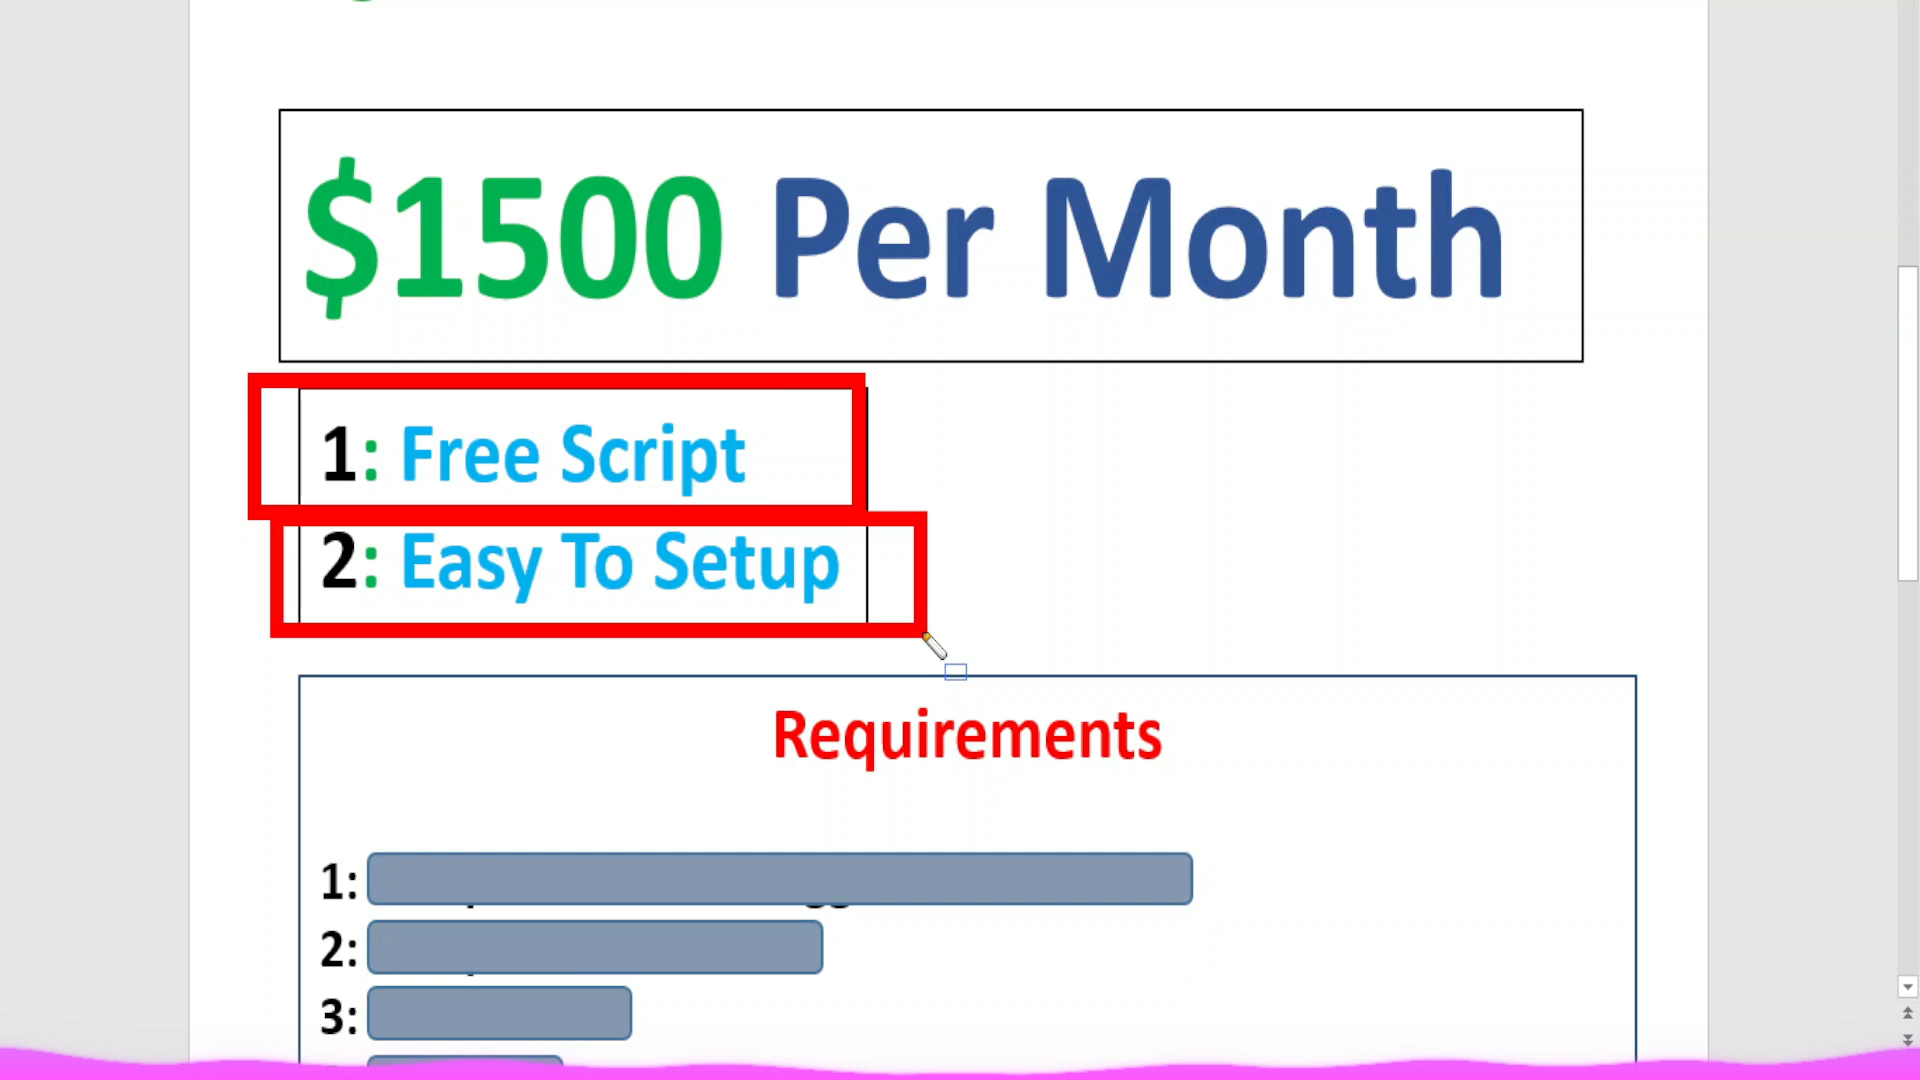 $1500 Per Month
1: Free Script
2: Easy To Setup
Requirements
1:
2:
3: